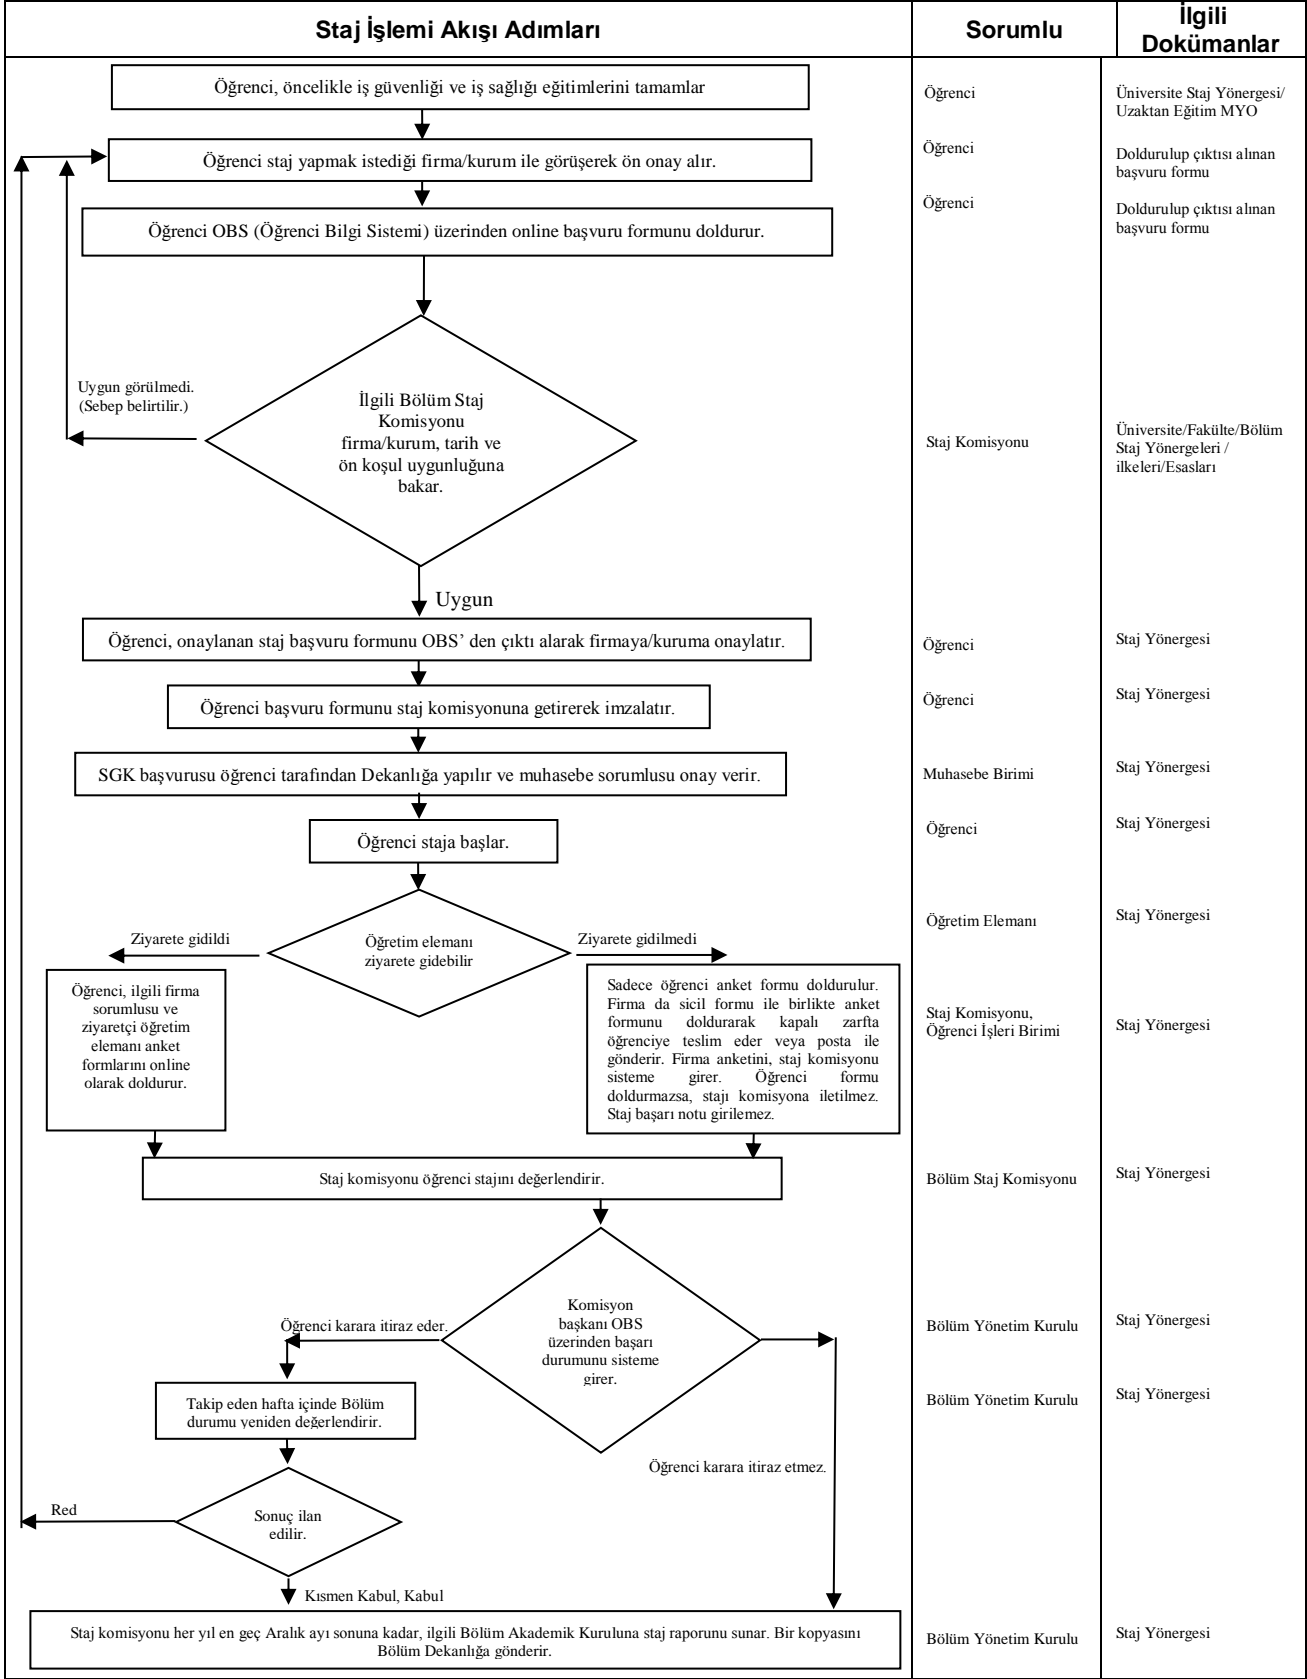 Staj İşlemi Akışı Adımları
Sorumlu
İlgili
Dokümanlar
Öğrenci, öncelikle iş güvenliği ve iş sağlığı eğitimlerini tamamlar
Öğrenci
Üniversite Staj Yönergesi/
Uzaktan Eğitim MYO
Öğrenci staj yapmak istediği firma/kurum ile görüşerek ön onay alır.
Öğrenci
Doldurulup çıktısı alınan
başvuru formu
Öğrenci OBS (Öğrenci Bilgi Sistemi) üzerinden online başvuru formunu doldurur.
Öğrenci
Doldurulup çıktısı alınan
başvuru formu
Uygun görülmedi.
(Sebep belirtilir.)
İlgili Bölüm Staj
Komisyonu
firma/kurum, tarih ve
ön koşul uygunluğuna
bakar.
Staj Komisyonu
Üniversite/Fakülte/Bölüm
Staj Yönergeleri /
ilkeleri/Esasları
Uygun
Öğrenci, onaylanan staj başvuru formunu OBS’ den çıktı alarak firmaya/kuruma onaylatır.
Öğrenci
Staj Yönergesi
Öğrenci başvuru formunu staj komisyonuna getirerek imzalatır.
Öğrenci
Staj Yönergesi
SGK başvurusu öğrenci tarafından Dekanlığa yapılır ve muhasebe sorumlusu onay verir.
Muhasebe Birimi
Staj Yönergesi
Öğrenci staja başlar.
Öğrenci
Staj Yönergesi
Ziyarete gidildi
Öğretim elemanı
ziyarete gidebilir
Ziyarete gidilmedi
Öğretim Elemanı
Staj Yönergesi
Öğrenci, ilgili firma
sorumlusu ve
ziyaretçi öğretim
elemanı anket
formlarını online
olarak doldurur.
Sadece öğrenci anket formu doldurulur.
Firma da sicil formu ile birlikte anket
formunu doldurarak kapalı zarfta
öğrenciye teslim eder veya posta ile
gönderir. Firma anketini, staj komisyonu
sisteme girer. Öğrenci formu
doldurmazsa, stajı komisyona iletilmez.
Staj başarı notu girilemez.
Staj Komisyonu,
Öğrenci İşleri Birimi
Staj Yönergesi
Staj komisyonu öğrenci stajını değerlendirir.
Bölüm Staj Komisyonu
Staj Yönergesi
Öğrenci karara itiraz eder.
Komisyon
başkanı OBS
üzerinden başarı
durumunu sisteme
girer.
Bölüm Yönetim Kurulu
Staj Yönergesi
Takip eden hafta içinde Bölüm
durumu yeniden değerlendirir.
Bölüm Yönetim Kurulu
Staj Yönergesi
Öğrenci karara itiraz etmez.
Red
Sonuç ilan
edilir.
Kısmen Kabul, Kabul
Staj komisyonu her yıl en geç Aralık ayı sonuna kadar, ilgili Bölüm Akademik Kuruluna staj raporunu sunar. Bir kopyasını
Bölüm Dekanlığa gönderir.
Bölüm Yönetim Kurulu
Staj Yönergesi